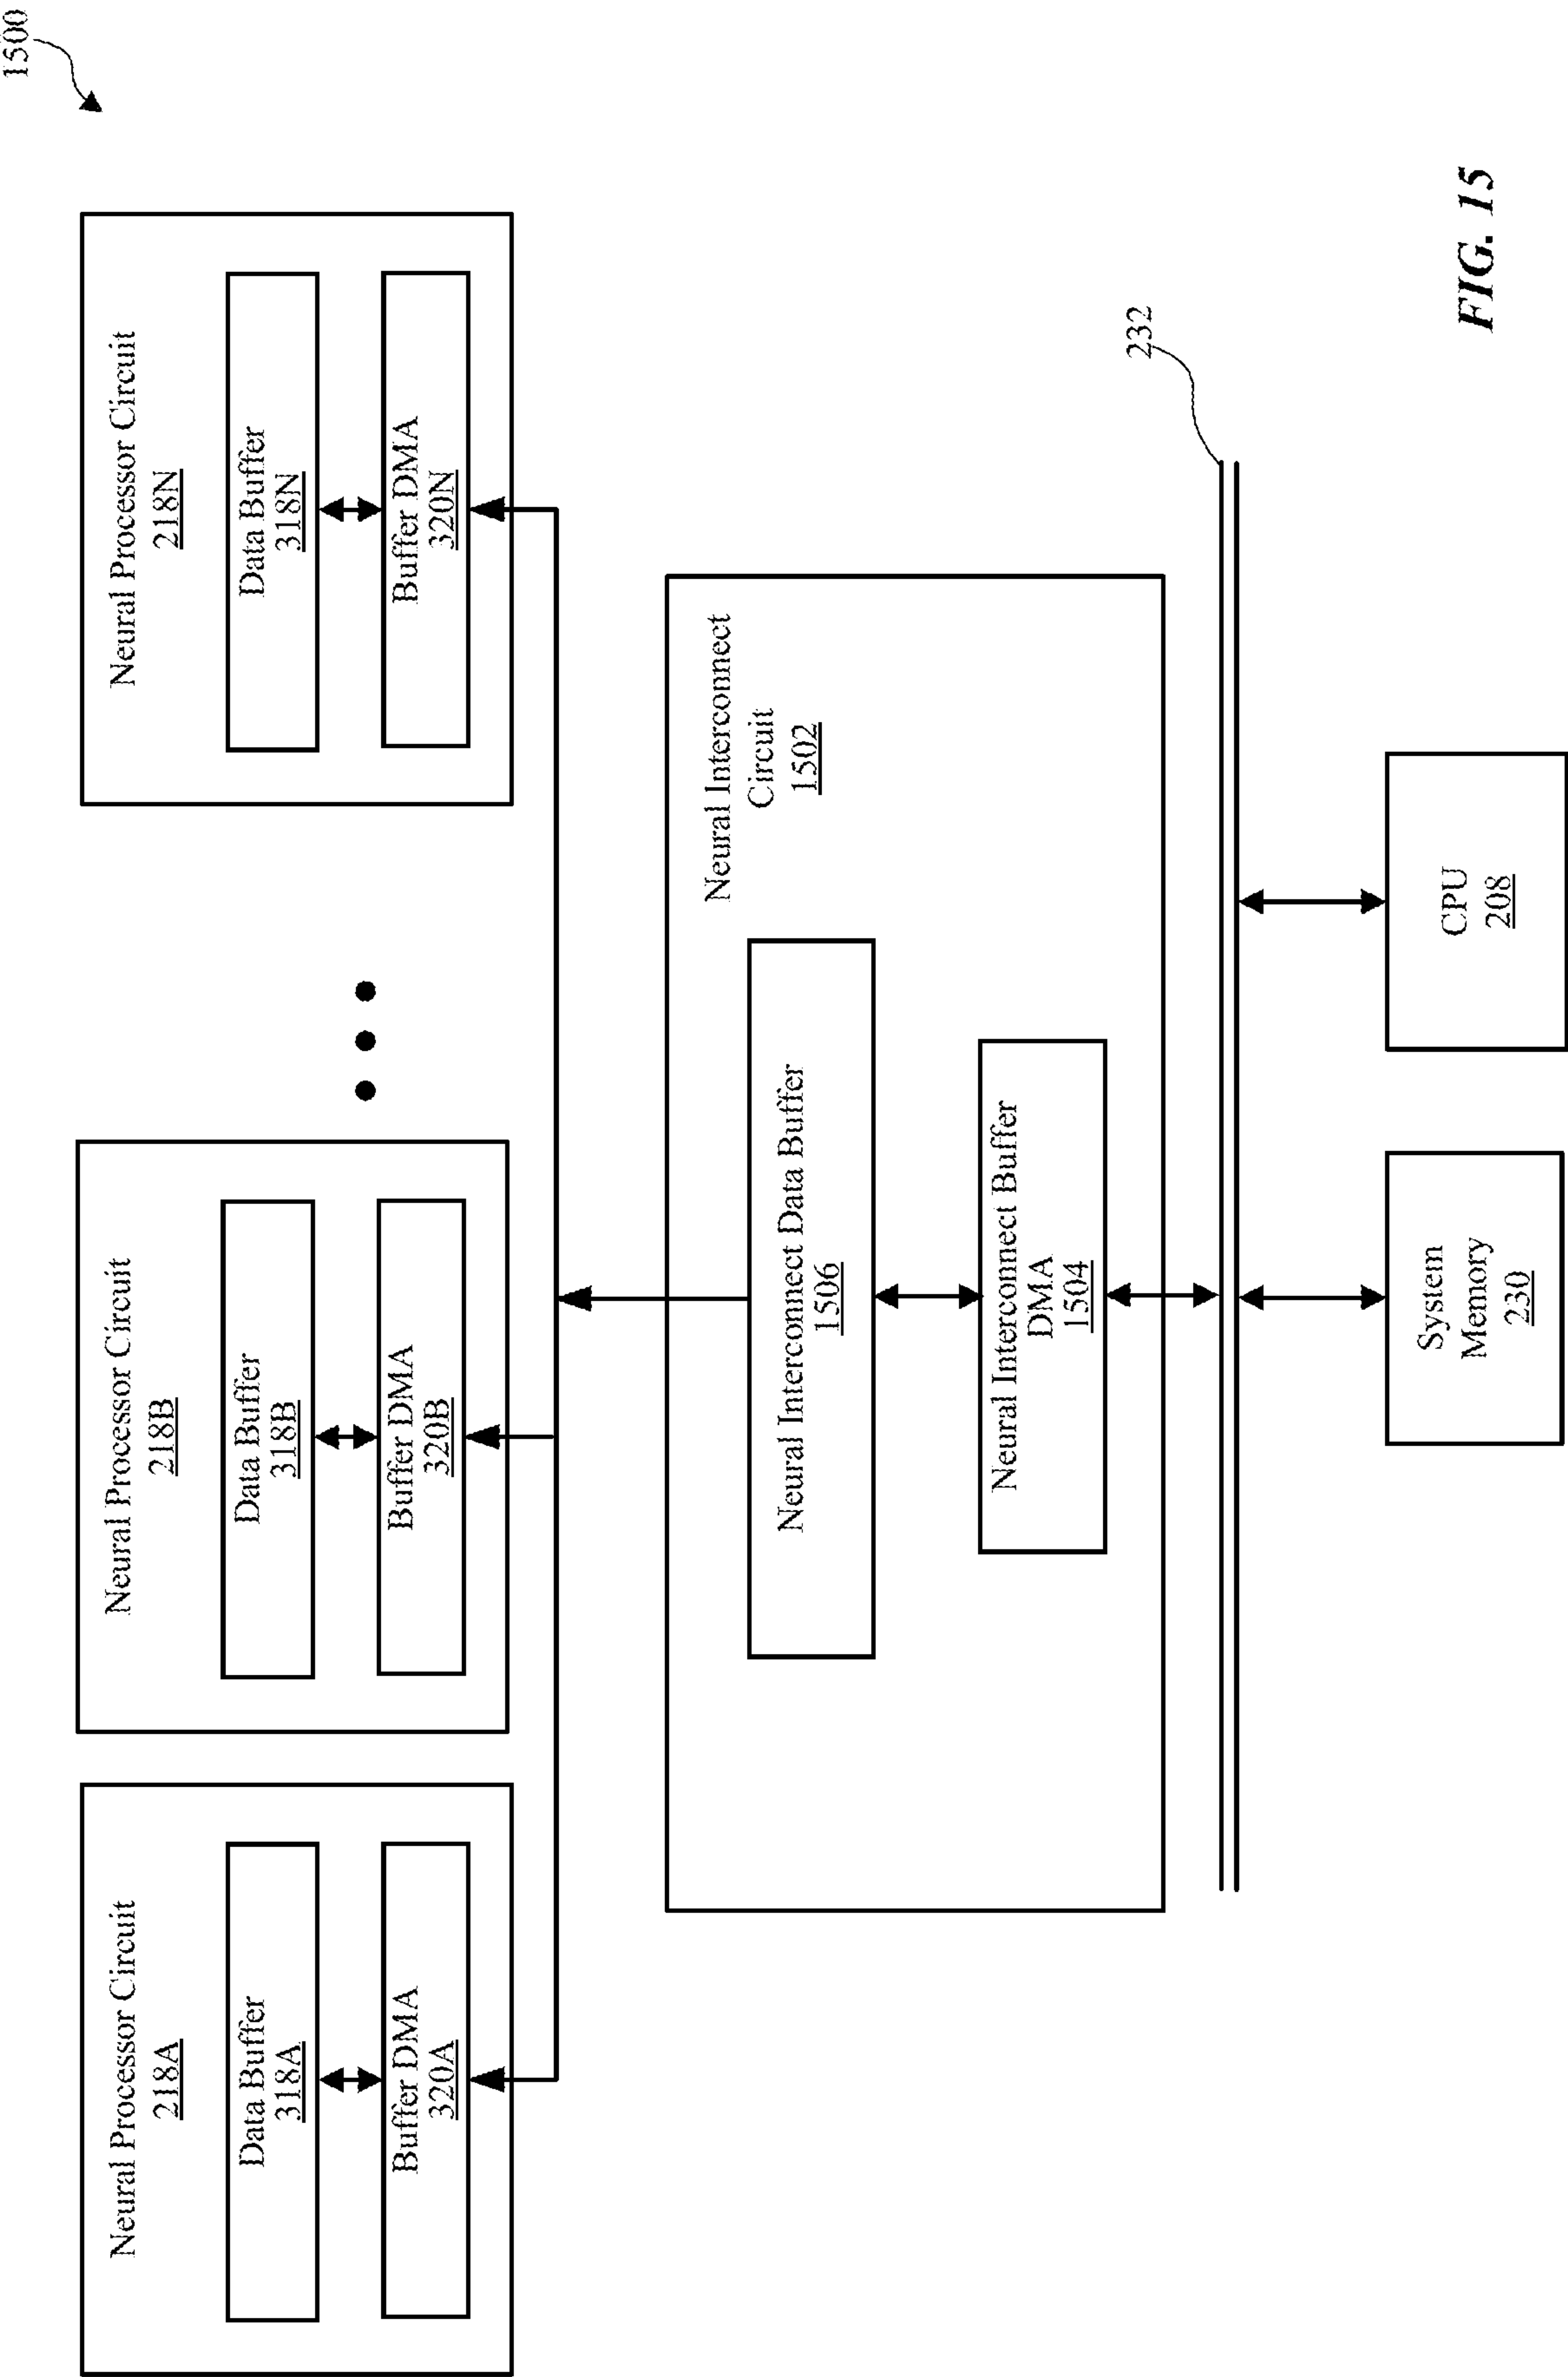 1500
Neural Processor Circuit
218A
Data Buffer
318A
Buffer DMA
320A
Neural Processor Circuit
218B
Data Buffer
318B
Buffer DMA
320B
Neural Processor Circuit
218N
Data Buffer
318N
Buffer DMA
320N
Neural Interconnect
Circuit
1502
Neural Interconnect Data Buffer
1506
Neural Interconnect Buffer
DMA
1504
232
System
Memory
230
CPU
208
FIG. 15